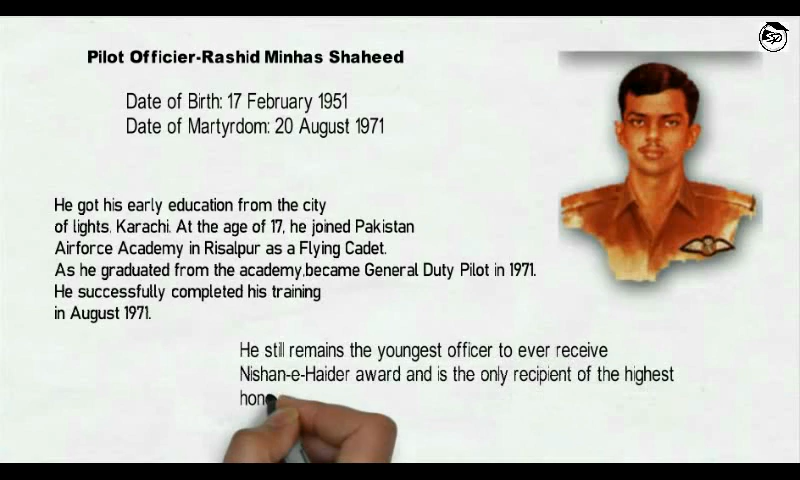 SP
Pilot Officier-Rashid Minhas Shaheed
Date of Birth: 17 February 1951
Date of Martyrdom: 20 August 1971
He got his early education from the city
of lights, Karachi. At the age of 17, he joined Pakistan
Airforce Academy in Risalpur as a Flying Cadet.
As he graduated from the academy,became General Duty Pilot in 1971.
He successfully completed his training
in August 1971.
He still remains the youngest officer to ever receive
Nishan-e-Haider award and is the only recipient of the highest
hono